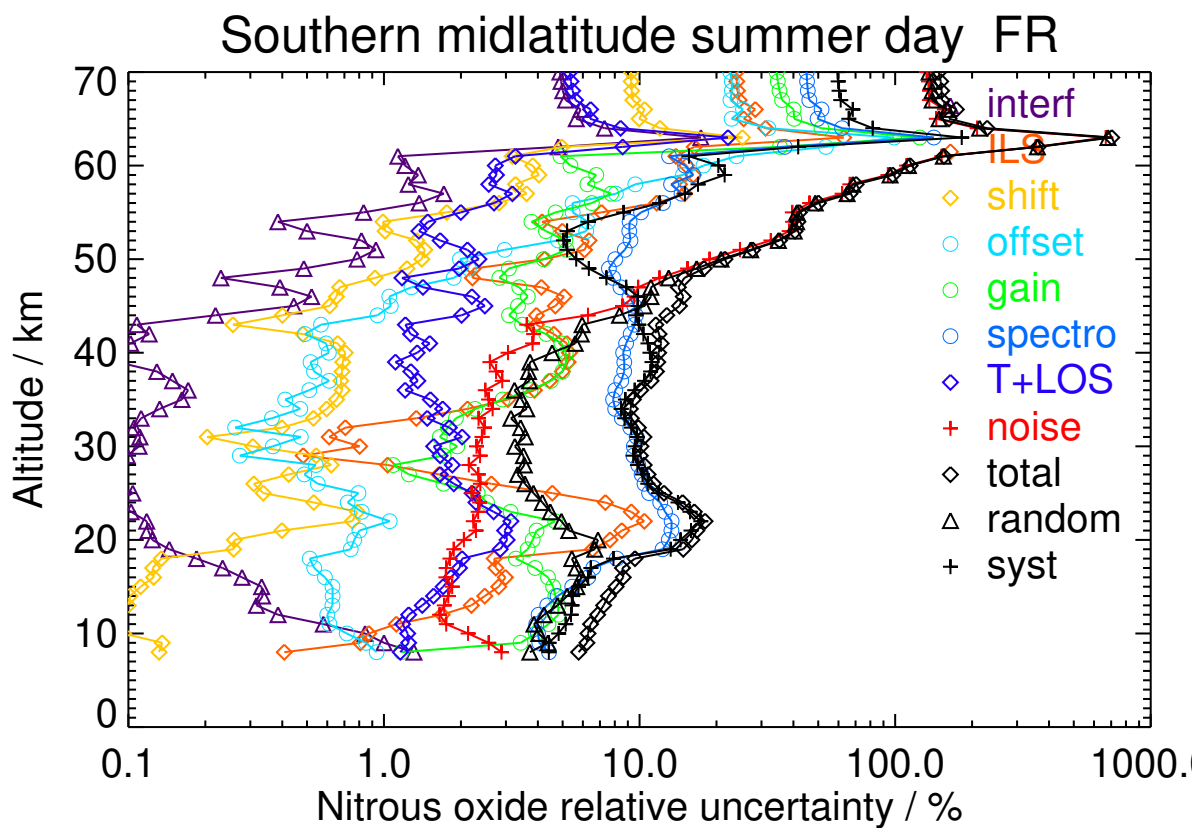 Southern midlatitude summer day FR
70
60
50
40
30
20
10
0
Altitude / km
interf
ILS
shift
offset
gain
spectro
T+LOS
noise
total
random
syst
0.1 1.0 10.0 100.0 1000.0
Nitrous oxide relative uncertainty / %